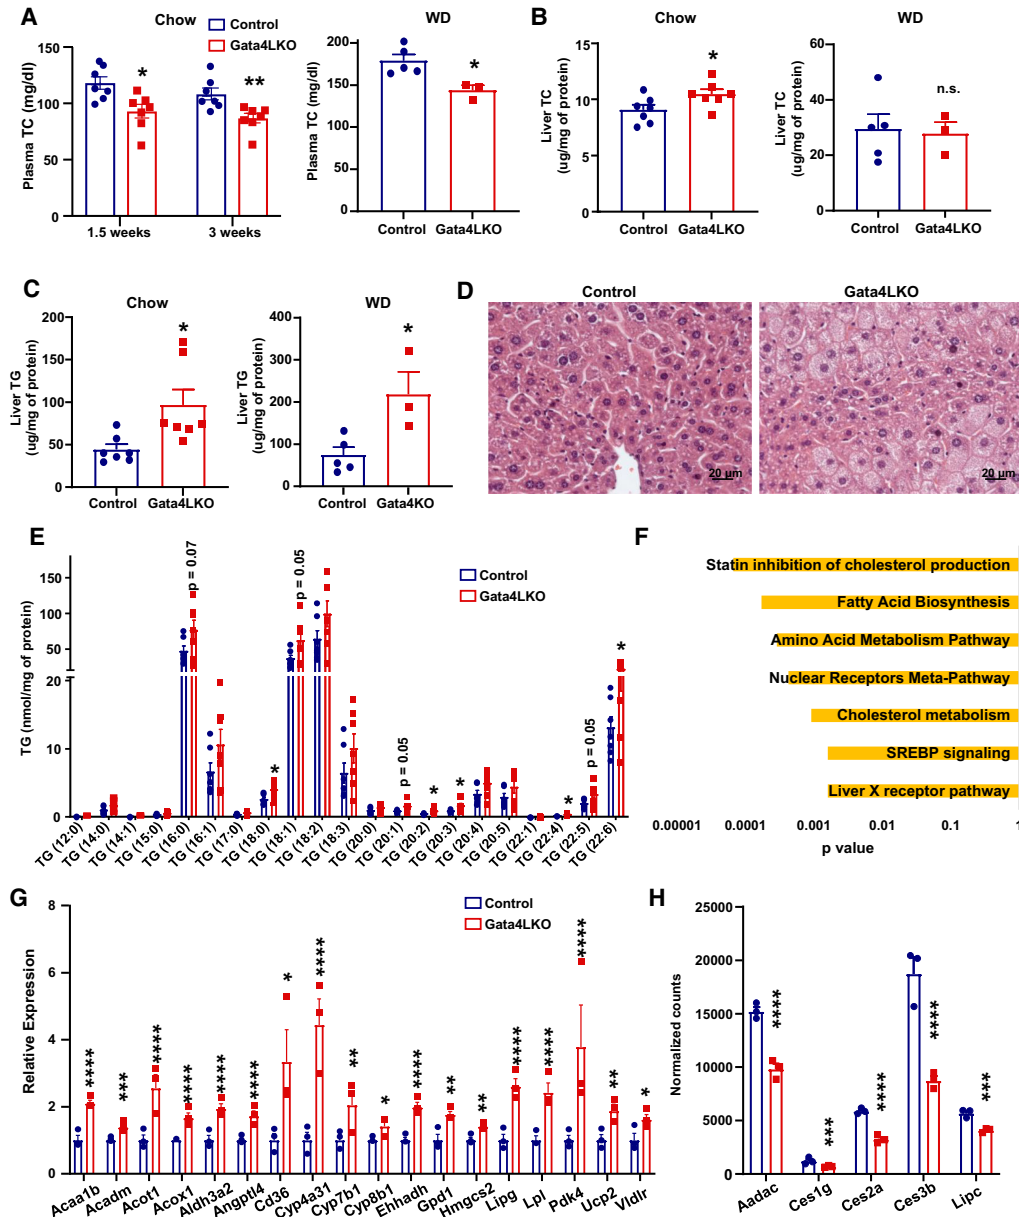 A
Chow
Control
Gata4LKO
Plasma TC (mg/dl)
150
100
50
0
*
**
1.5 weeks
3 weeks
WD
Plasma TC (mg/dl)
200
150
100
50
0
*
Control
Gata4LKO
B
Chow
Liver TC
(ug/mg of protein)
15
10
5
0
*
Control
Gata4LKO
WD
Liver TC
(ug/mg of protein)
60
40
20
0
n.s.
Control
Gata4LKO
C
Chow
Liver TG
(ug/mg of protein)
200
150
100
50
0
*
Control
Gata4LKO
WD
Liver TG
(ug/mg of protein)
400
200
100
0
*
Control
Gata4KO
D
Control
Gata4LKO
20 µm
20 µm
E
TG (nmol/mg of protein)
150
100
50
20
10
0
p = 0.07
*
p = 0.05
p = 0.05
*
*
*
p = 0.05
*
Control
Gata4LKO
TG (12:0)
TG (14:0)
TG (14:1)
TG (15:0)
TG (16:0)
TG (16:1)
TG (17:0)
TG (18:0)
TG (18:1)
TG (18:2)
TG (18:3)
TG (20:0)
TG (20:1)
TG (20:2)
TG (20:3)
TG (20:4)
TG (20:5)
TG (22:1)
TG (22:4)
TG (22:5)
TG (22:6)
F
Statin inhibition of cholesterol production
Fatty Acid Biosynthesis
Amino Acid Metabolism Pathway
Nuclear Receptors Meta-Pathway
Cholesterol metabolism
SREBP signaling
Liver X receptor pathway
0.00001
0.0001
0.001
0.01
0.1
1
p value
G
Relative Expression
8
6
4
2
0
Control
Gata4LKO
****
***
****
****
****
****
*
****
**
*
****
**
**
****
****
****
**
*
Acaa1b
Acadm
Acot1
Acox1
Aldh3a2
Angptl4
Cd36
Cyp4a31
Cyp7b1
Cyp8b1
Ehhadh
Gpd1
Hmgcs2
Lipg
Lpl
Pdk4
Ucp2
Vldlr
H
Normalized counts
25000
20000
15000
10000
5000
0
****
***
****
****
***
Aadac
Ces1g
Ces2a
Ces3b
Lipc